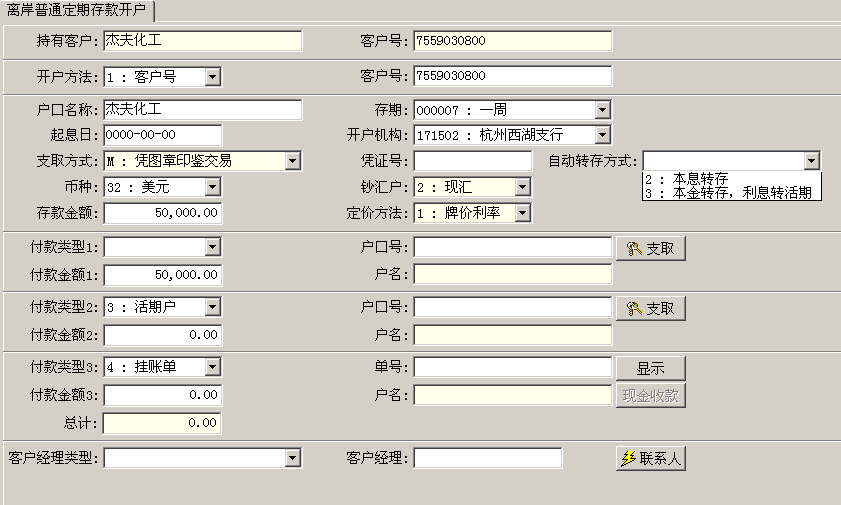 离岸普通定期存款开户
持有客户: 杰夫化工 客户号: 7559030800
开户方法: 1 : 客户号 客户号: 7559030800
户口名称: 杰夫化工 存期: 000007 : 一周
起息日: 0000-00-00 开户机构: 171502 : 杭州西湖支行
支取方式: M : 凭图章印鉴交易 凭证号: 自动转存方式:
币种: 32 : 美元 钞汇户: 2 : 现汇 2 : 本息转存
3 : 本金转存，利息转活期
存款金额: 50,000.00 定价方法: 1 : 牌价利率
付款类型1: 户口号: 支取
付款金额1: 50,000.00 户名:
付款类型2: 3 : 活期户 户口号: 支取
付款金额2: 0.00 户名:
付款类型3: 4 : 挂账单 单号: 显示
付款金额3: 0.00 户名: 现金收款
总计: 0.00
客户经理类型: 客户经理: 联系人